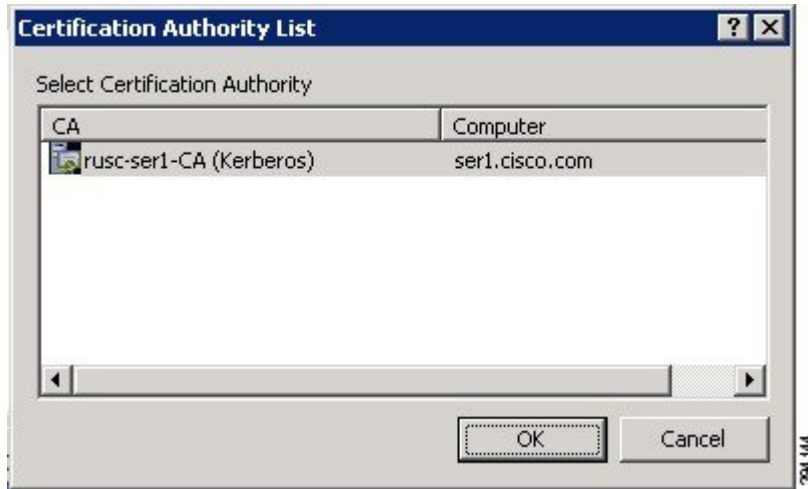 Certification Authority List
Select Certification Authority
CA Computer
rusc-ser1-CA (Kerberos) ser1.cisco.com
OK Cancel